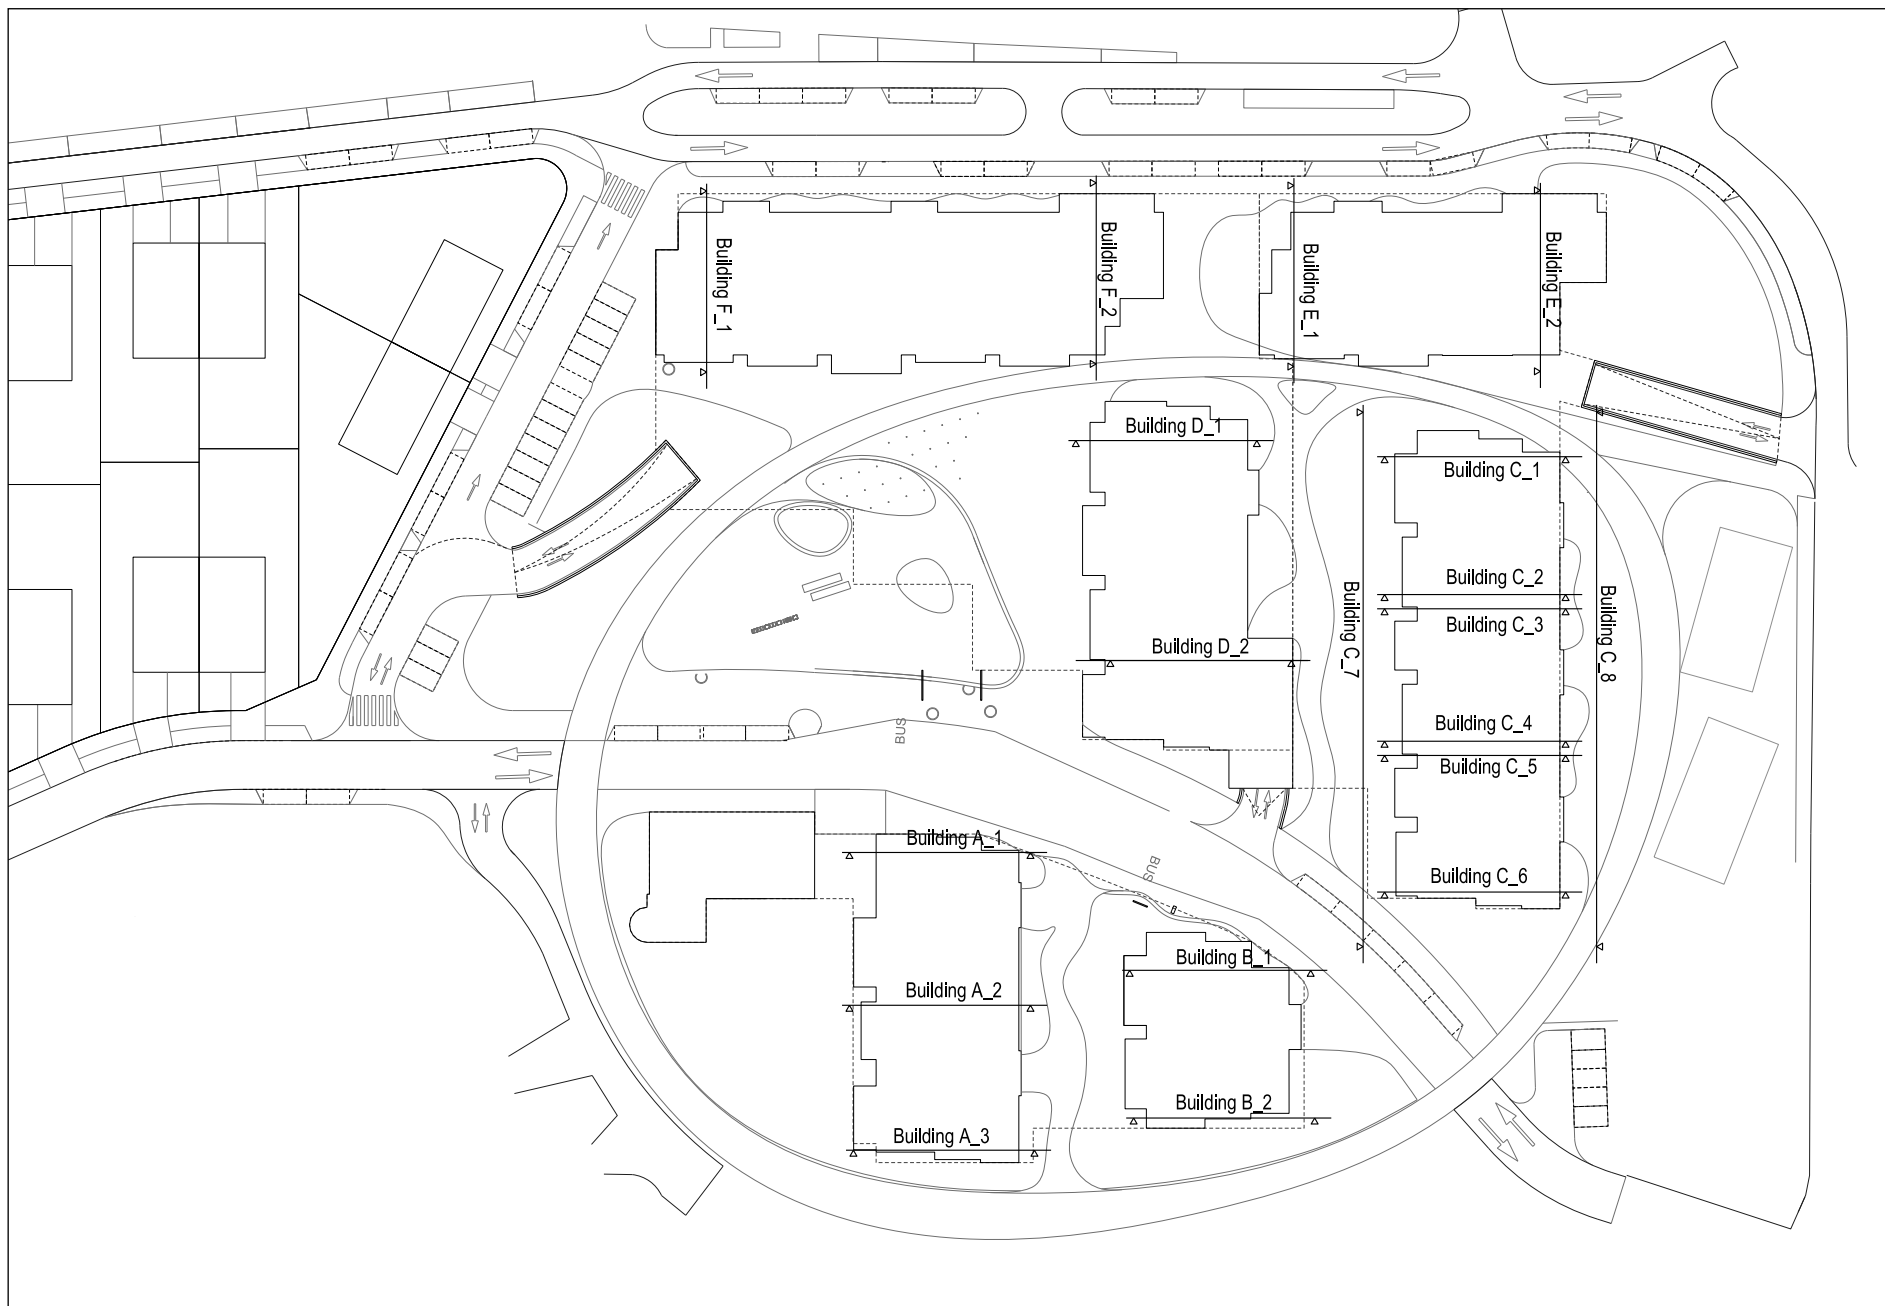 Building F_1
Building F_2
Building E_1
Building E_2
Building D_1
Building C_1
Building C_2
Building C_3
Building D_2
Building C_7
Building C_8
Building C_4
Building C_5
BUS
Building A_1
BUS
Building C_6
Building B_1
Building A_2
Building B_2
Building A_3